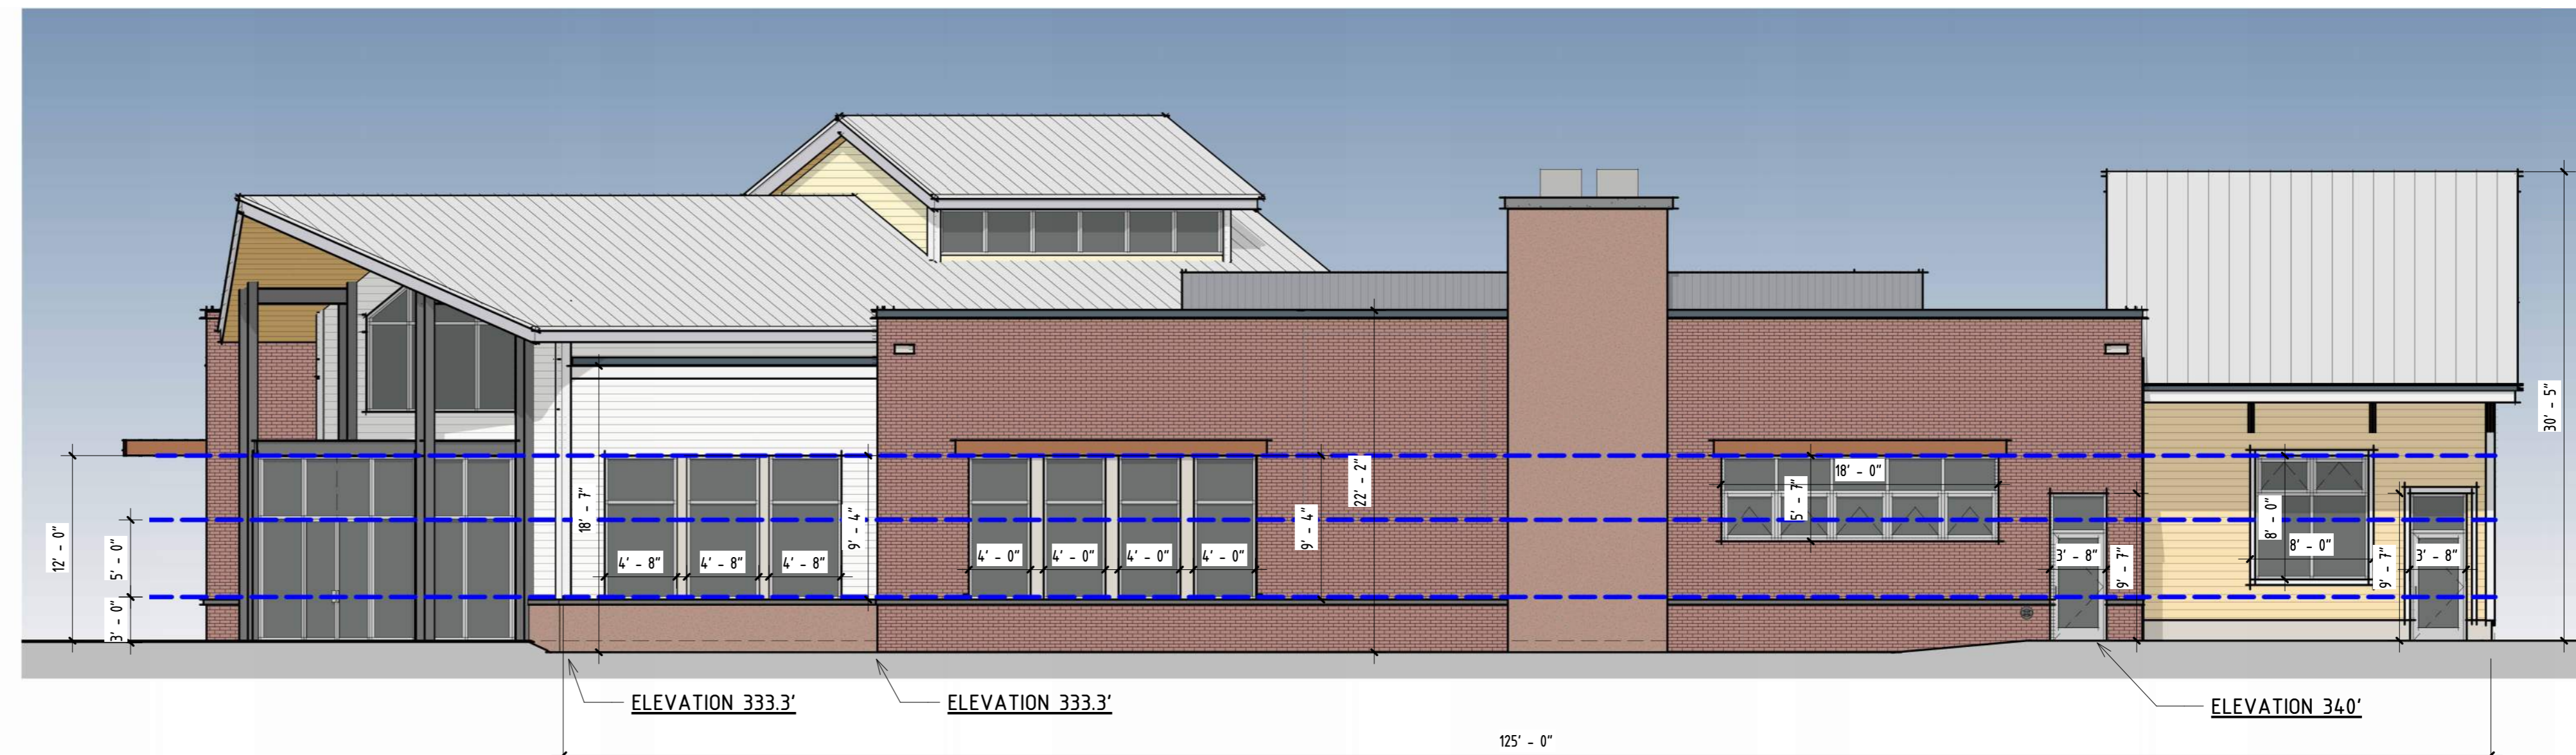 12' - 0"
5' - 0"
3' - 0"
18' - 7"
4' - 8"
4' - 8"
4' - 8"
9' - 4"
4' - 0"
4' - 0"
4' - 0"
4' - 0"
9' - 4"
22' - 2"
5' - 7"
18' - 0"
3' - 8"
9' - 7"
8' - 0"
8' - 0"
9' - 7"
3' - 8"
30' - 5"
ELEVATION 333.3'
ELEVATION 333.3'
ELEVATION 340'
125' - 0"